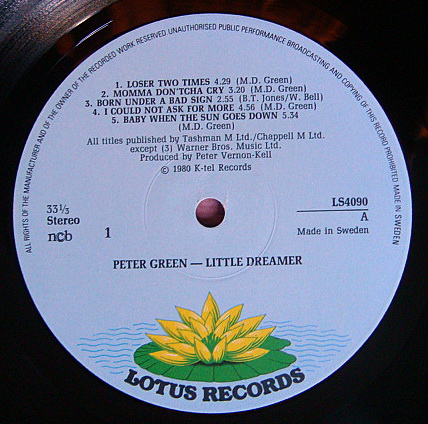 ALL RIGHTS OF THE MANUFACTURER AND OF THE OWNER OF THE RECORDED WORK RESERVED. UNAUTHORISED PUBLIC PERFORMANCE BROADCASTING AND COPYING OF THIS RECORD PROHIBITED MADE IN SWEDEN
1. LOSER TWO TIMES 4.29 (M.D. Green)
2. MOMMA DON'TCHA CRY 3.20 (M.D. Green)
3. BORN UNDER A BAD SIGN 2.55 (B.T. Jones/W. Bell)
4. I COULD NOT ASK FOR MORE 4.56 (M.D. Green)
5. BABY WHEN THE SUN GOES DOWN 5.34
(M.D. Green)
All titles published by Tashman M Ltd./Chappell M Ltd.
except (3) Warner Bros. Music Ltd.
Produced by Peter Vernon-Kell
© 1980 K-tel Records
33⅓
Stereo
ncb
1
LS4090
A
Made in Sweden
PETER GREEN — LITTLE DREAMER
LOTUS RECORDS